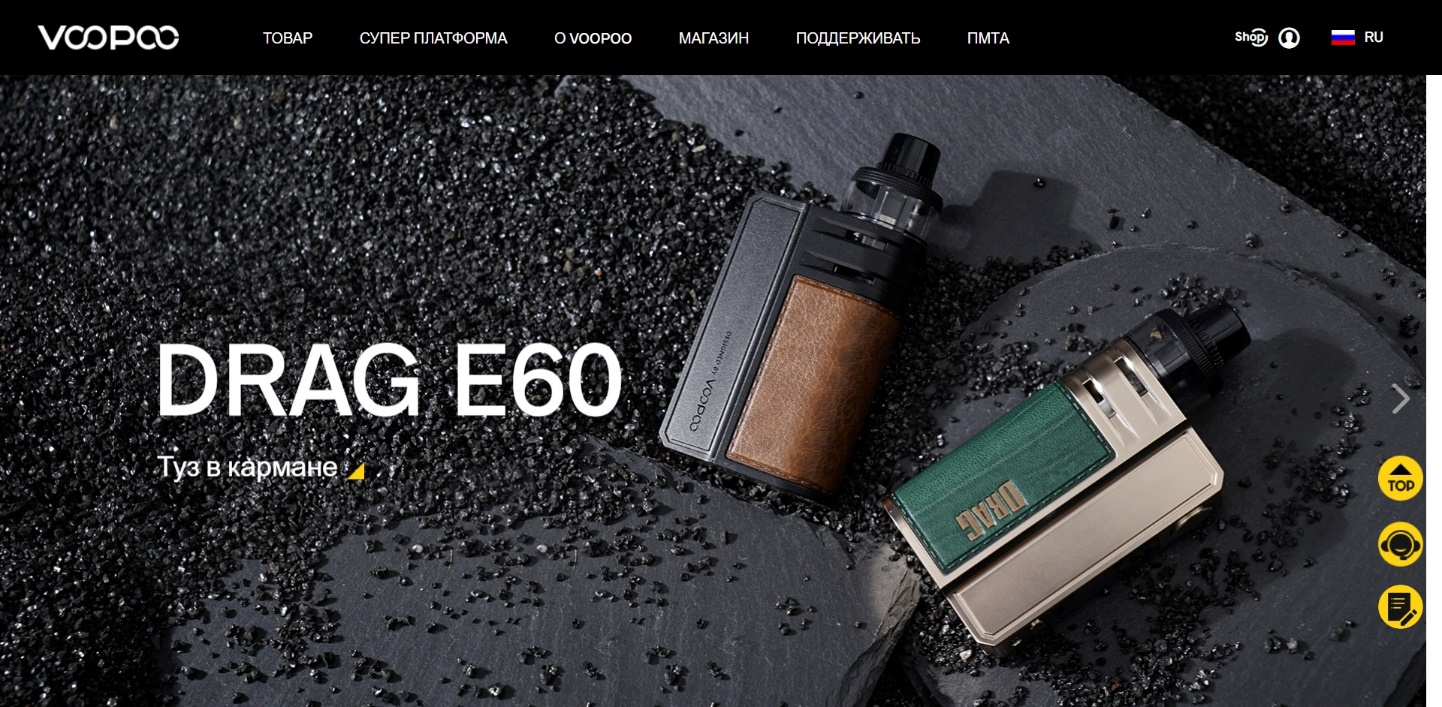 VOOPOO
ТОВАР
СУПЕР ПЛАТФОРМА
О VOOPOO
МАГАЗИН
ПОДДЕРЖИВАТЬ
ПМТА
Shop
RU
DESIGNED BY VOOPOO
DRAG E60
Туз в кармане
DRAG
TOP